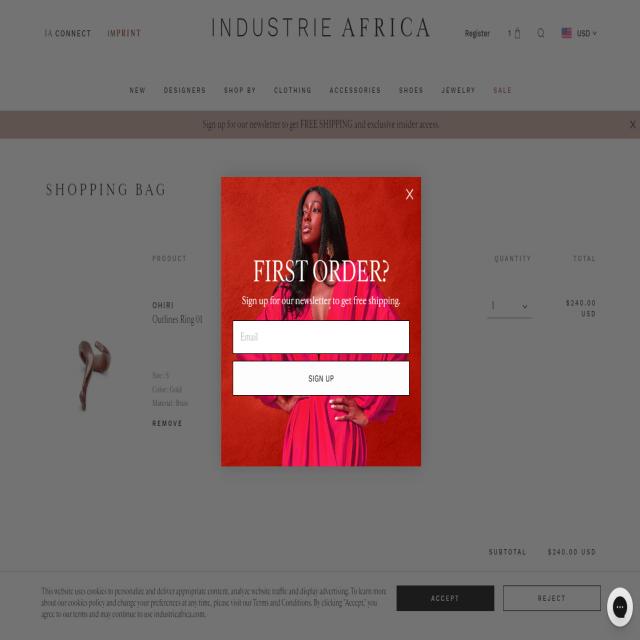 IA CONNECT
IMPRINT
INDUSTRIE AFRICA
Register
1
USD
NEW
DESIGNERS
SHOP BY
CLOTHING
ACCESSORIES
SHOES
JEWELRY
SALE
Sign up for our newsletter to get FREE SHIPPING and exclusive insider access.
X
SHOPPING BAG
X
PRODUCT
QUANTITY
TOTAL
FIRST ORDER?
Sign up for our newsletter to get free shipping.
OHIRI
Outlines Ring 01
1
$240.00
USD
Email
SIGN UP
Size: S
Color: Gold
Material: Brass
REMOVE
SUBTOTAL
$240.00 USD
This website uses cookies to personalize and deliver appropriate content, analyze website traffic and display advertising. To learn more
about our cookies policy and change your preferences at any time, please visit our Terms and Conditions. By clicking "Accept," you
agree to our terms and may continue to use industrieafrica.com.
ACCEPT
REJECT